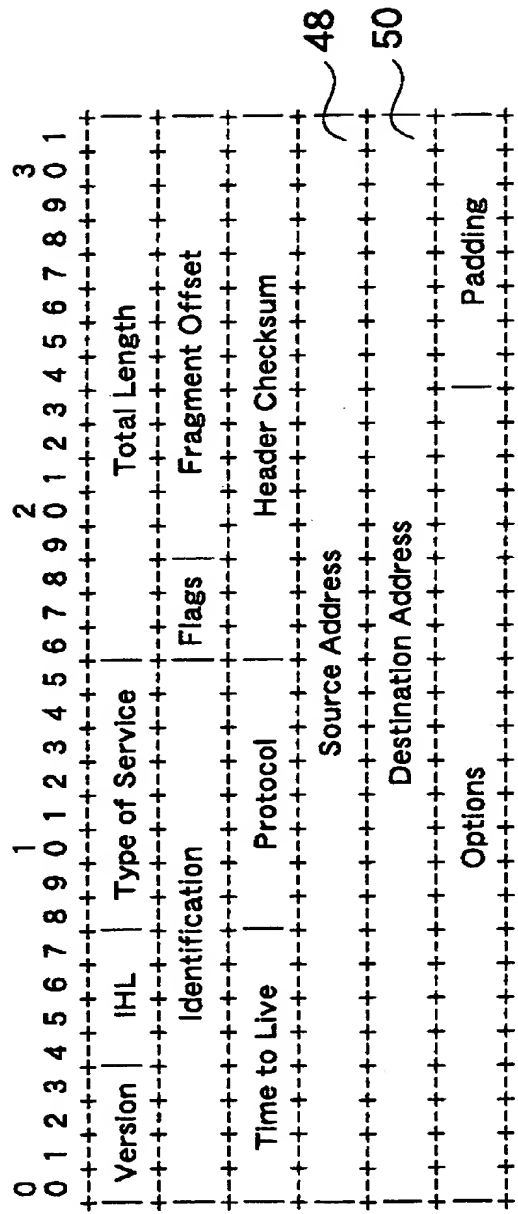 0 1 2 3
0 1 2 3 4 5 6 7 8 9 0 1 2 3 4 5 6 7 8 9 0 1 2 3 4 5 6 7 8 9 0 1
+-+-+-+-+-+-+-+-+-+-+-+-+-+-+-+-+-+-+-+-+-+-+-+-+-+-+-+-+-+-+-+-+
|Version| IHL |Type of Service| Total Length |
+-+-+-+-+-+-+-+-+-+-+-+-+-+-+-+-+-+-+-+-+-+-+-+-+-+-+-+-+-+-+-+-+
| Identification |Flags| Fragment Offset |
+-+-+-+-+-+-+-+-+-+-+-+-+-+-+-+-+-+-+-+-+-+-+-+-+-+-+-+-+-+-+-+-+
| Time to Live | Protocol | Header Checksum |
+-+-+-+-+-+-+-+-+-+-+-+-+-+-+-+-+-+-+-+-+-+-+-+-+-+-+-+-+-+-+-+-+
| Source Address | 48
+-+-+-+-+-+-+-+-+-+-+-+-+-+-+-+-+-+-+-+-+-+-+-+-+-+-+-+-+-+-+-+-+
| Destination Address | 50
+-+-+-+-+-+-+-+-+-+-+-+-+-+-+-+-+-+-+-+-+-+-+-+-+-+-+-+-+-+-+-+-+
| Options | Padding |
+-+-+-+-+-+-+-+-+-+-+-+-+-+-+-+-+-+-+-+-+-+-+-+-+-+-+-+-+-+-+-+-+